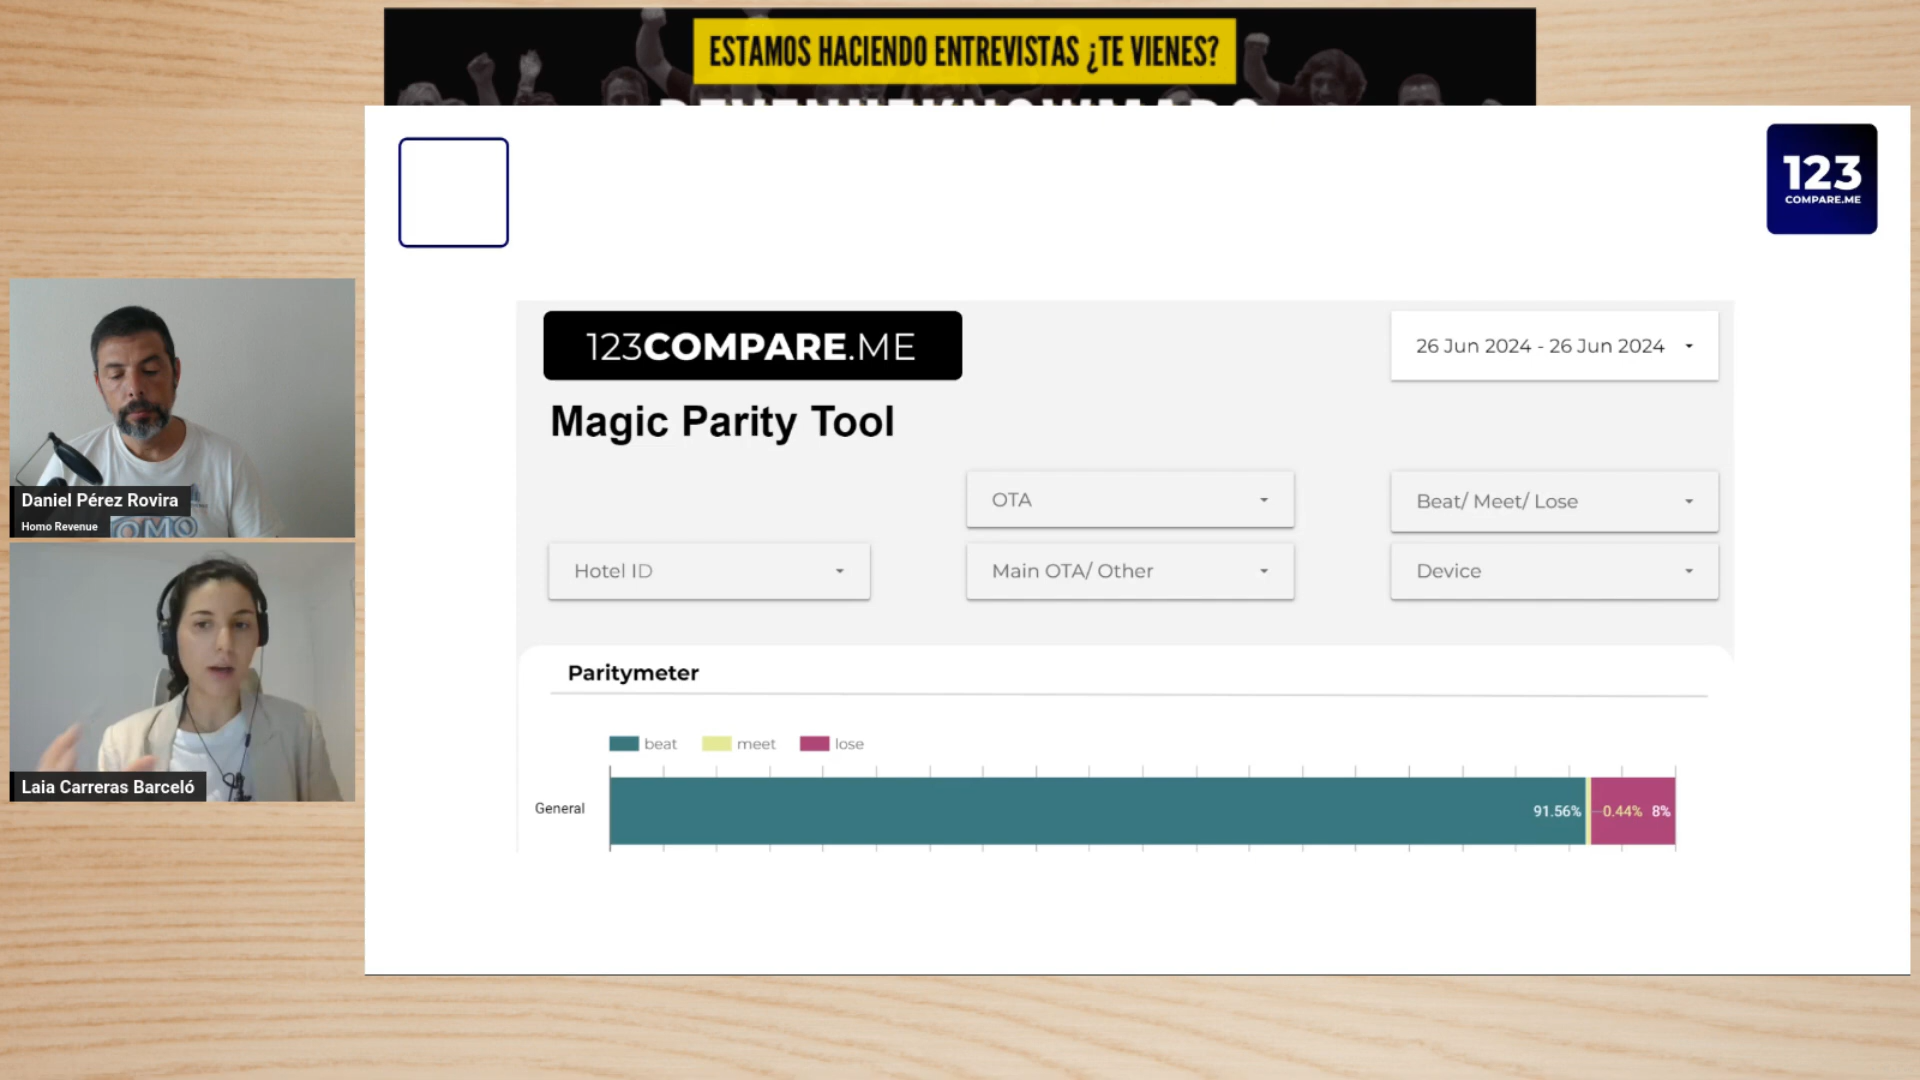 ESTAMOS HACIENDO ENTREVISTAS ¿TE VIENES?
123
COMPARE.ME
123COMPARE.ME
26 Jun 2024 - 26 Jun 2024
Magic Parity Tool
OTA
Beat/ Meet/ Lose
Hotel ID
Main OTA/ Other
Device
Paritymeter
beat meet lose
General
91.56% 0.44% 8%
Daniel Pérez Rovira
Homo Revenue
Laia Carreras Barceló